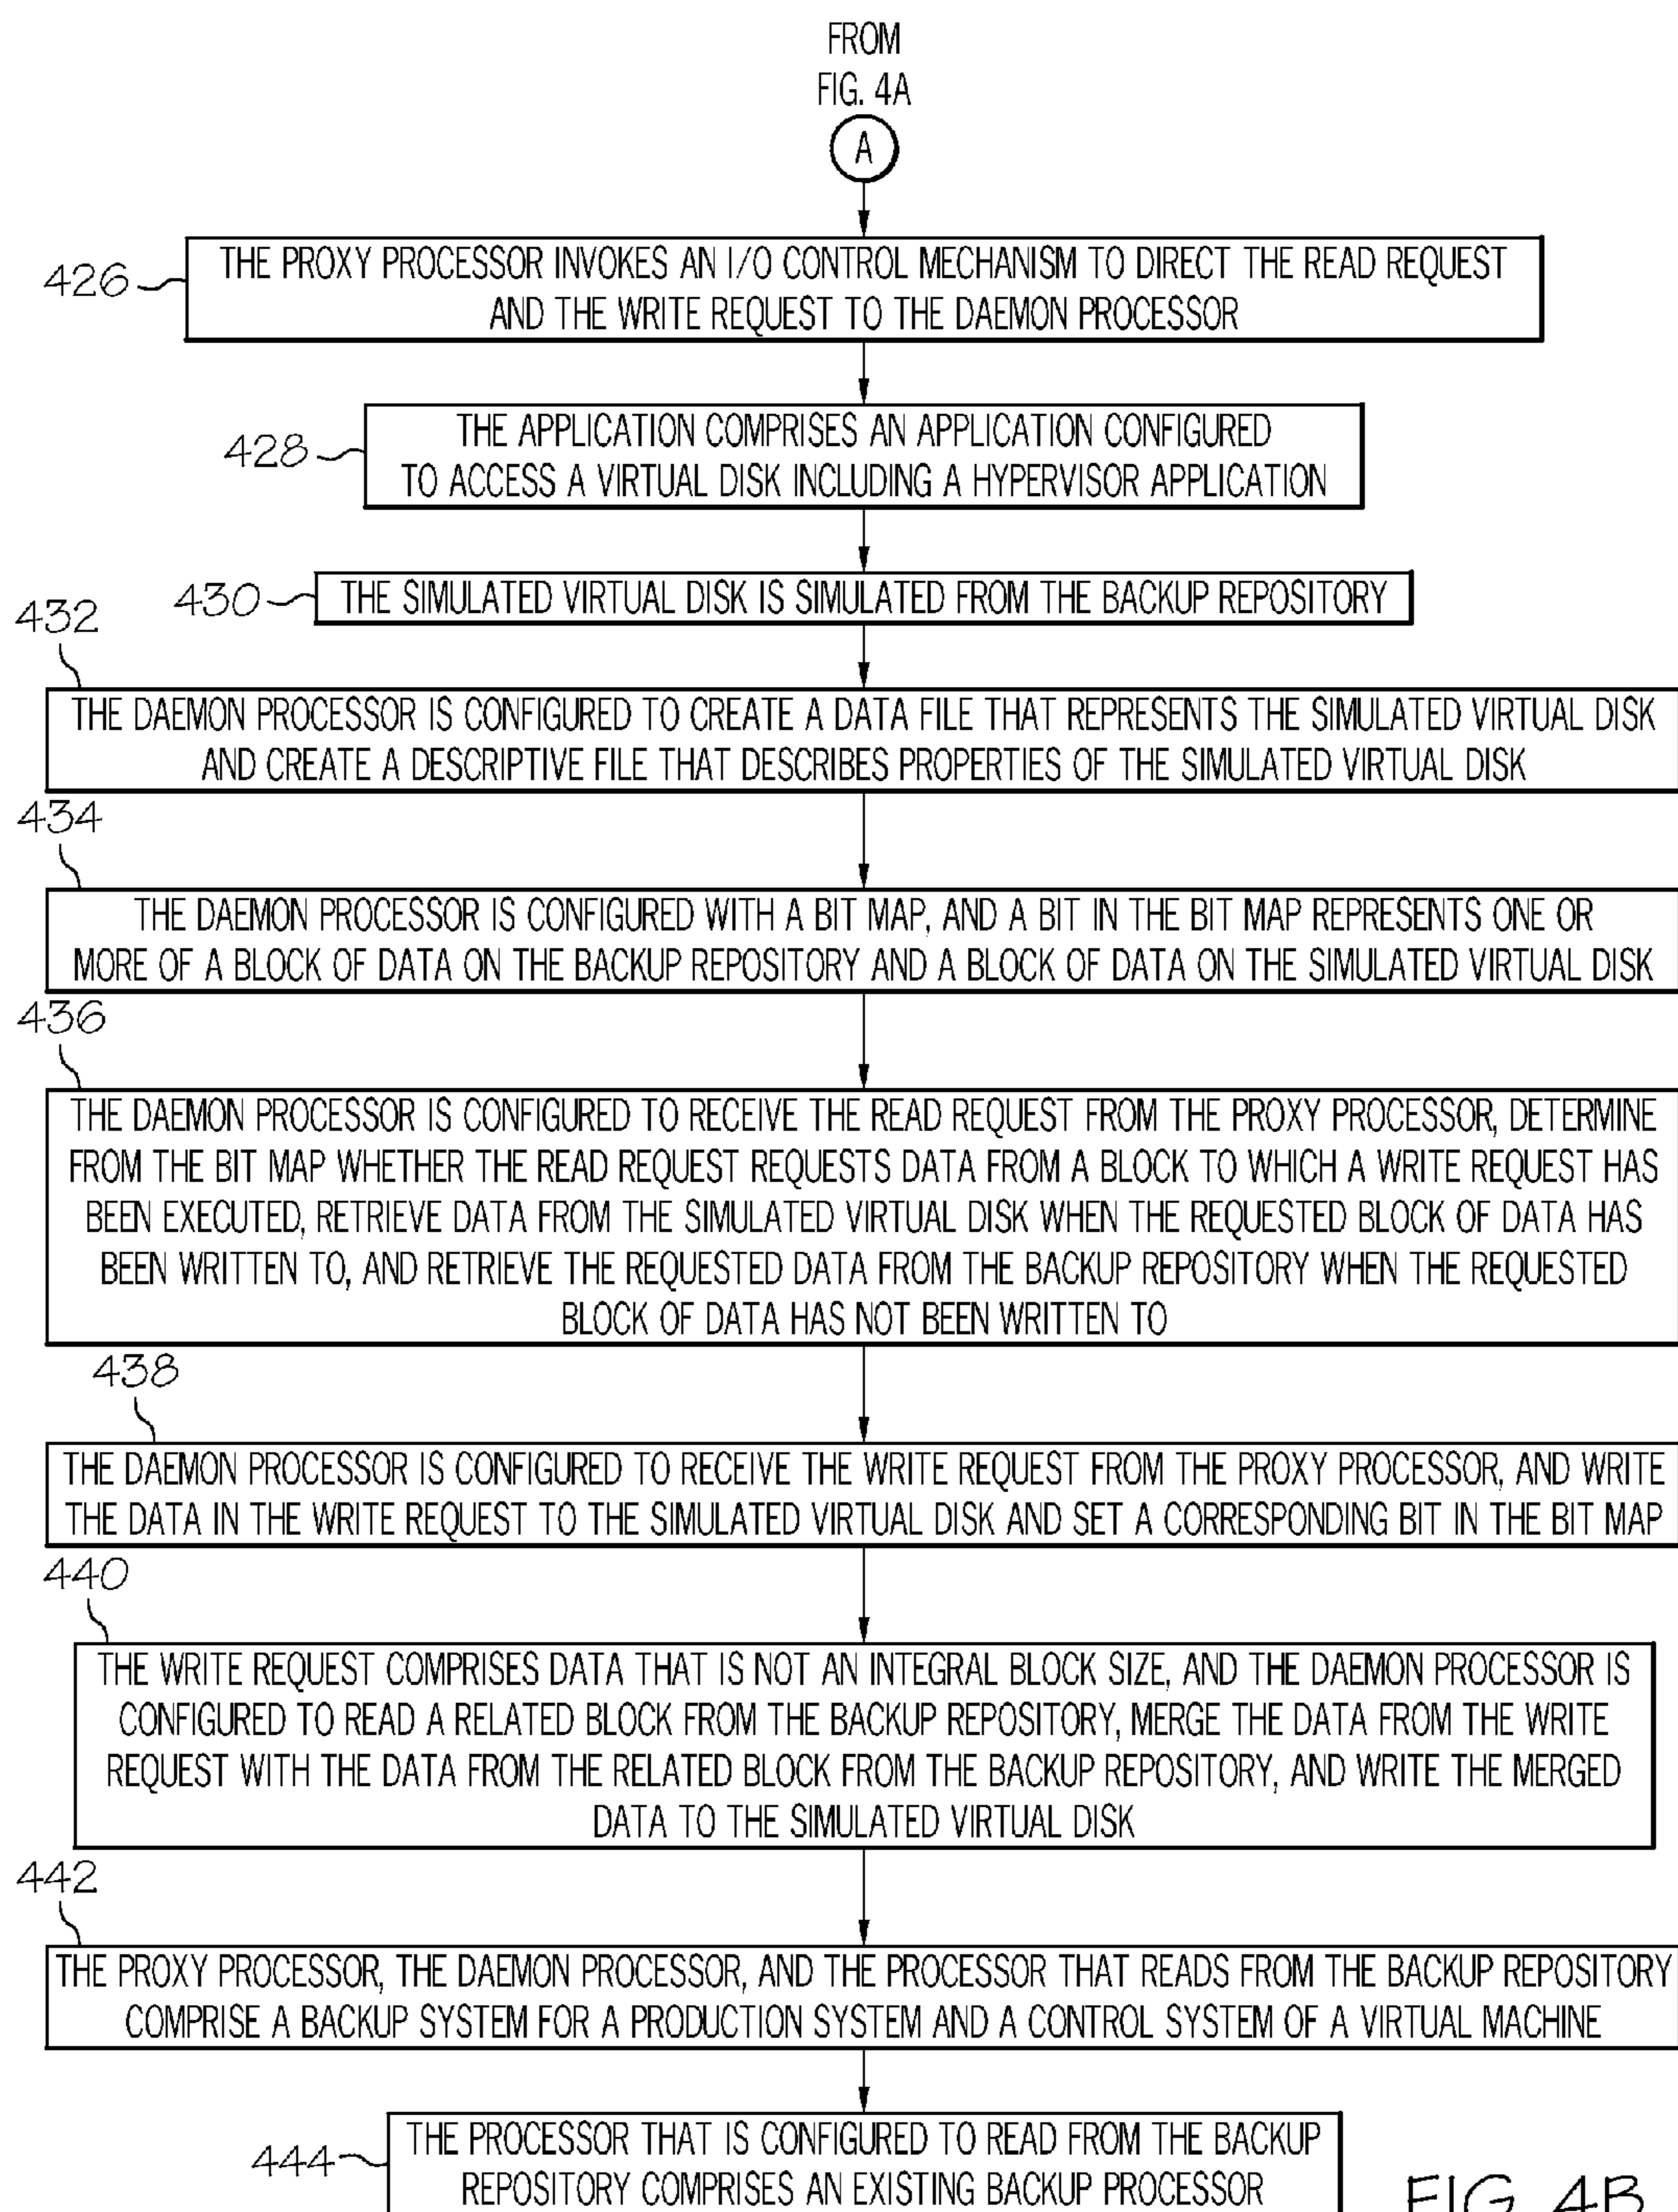 FROM
FIG. 4A
A
426
THE PROXY PROCESSOR INVOKES AN I/O CONTROL MECHANISM TO DIRECT THE READ REQUEST
AND THE WRITE REQUEST TO THE DAEMON PROCESSOR
428
THE APPLICATION COMPRISES AN APPLICATION CONFIGURED
TO ACCESS A VIRTUAL DISK INCLUDING A HYPERVISOR APPLICATION
430
THE SIMULATED VIRTUAL DISK IS SIMULATED FROM THE BACKUP REPOSITORY
432
THE DAEMON PROCESSOR IS CONFIGURED TO CREATE A DATA FILE THAT REPRESENTS THE SIMULATED VIRTUAL DISK
AND CREATE A DESCRIPTIVE FILE THAT DESCRIBES PROPERTIES OF THE SIMULATED VIRTUAL DISK
434
THE DAEMON PROCESSOR IS CONFIGURED WITH A BIT MAP, AND A BIT IN THE BIT MAP REPRESENTS ONE OR
MORE OF A BLOCK OF DATA ON THE BACKUP REPOSITORY AND A BLOCK OF DATA ON THE SIMULATED VIRTUAL DISK
436
THE DAEMON PROCESSOR IS CONFIGURED TO RECEIVE THE READ REQUEST FROM THE PROXY PROCESSOR, DETERMINE
FROM THE BIT MAP WHETHER THE READ REQUEST REQUESTS DATA FROM A BLOCK TO WHICH A WRITE REQUEST HAS
BEEN EXECUTED, RETRIEVE DATA FROM THE SIMULATED VIRTUAL DISK WHEN THE REQUESTED BLOCK OF DATA HAS
BEEN WRITTEN TO, AND RETRIEVE THE REQUESTED DATA FROM THE BACKUP REPOSITORY WHEN THE REQUESTED
BLOCK OF DATA HAS NOT BEEN WRITTEN TO
438
THE DAEMON PROCESSOR IS CONFIGURED TO RECEIVE THE WRITE REQUEST FROM THE PROXY PROCESSOR, AND WRITE
THE DATA IN THE WRITE REQUEST TO THE SIMULATED VIRTUAL DISK AND SET A CORRESPONDING BIT IN THE BIT MAP
440
THE WRITE REQUEST COMPRISES DATA THAT IS NOT AN INTEGRAL BLOCK SIZE, AND THE DAEMON PROCESSOR IS
CONFIGURED TO READ A RELATED BLOCK FROM THE BACKUP REPOSITORY, MERGE THE DATA FROM THE WRITE
REQUEST WITH THE DATA FROM THE RELATED BLOCK FROM THE BACKUP REPOSITORY, AND WRITE THE MERGED
DATA TO THE SIMULATED VIRTUAL DISK
442
THE PROXY PROCESSOR, THE DAEMON PROCESSOR, AND THE PROCESSOR THAT READS FROM THE BACKUP REPOSITORY
COMPRISE A BACKUP SYSTEM FOR A PRODUCTION SYSTEM AND A CONTROL SYSTEM OF A VIRTUAL MACHINE
444
THE PROCESSOR THAT IS CONFIGURED TO READ FROM THE BACKUP
REPOSITORY COMPRISES AN EXISTING BACKUP PROCESSOR
FIG. 4B